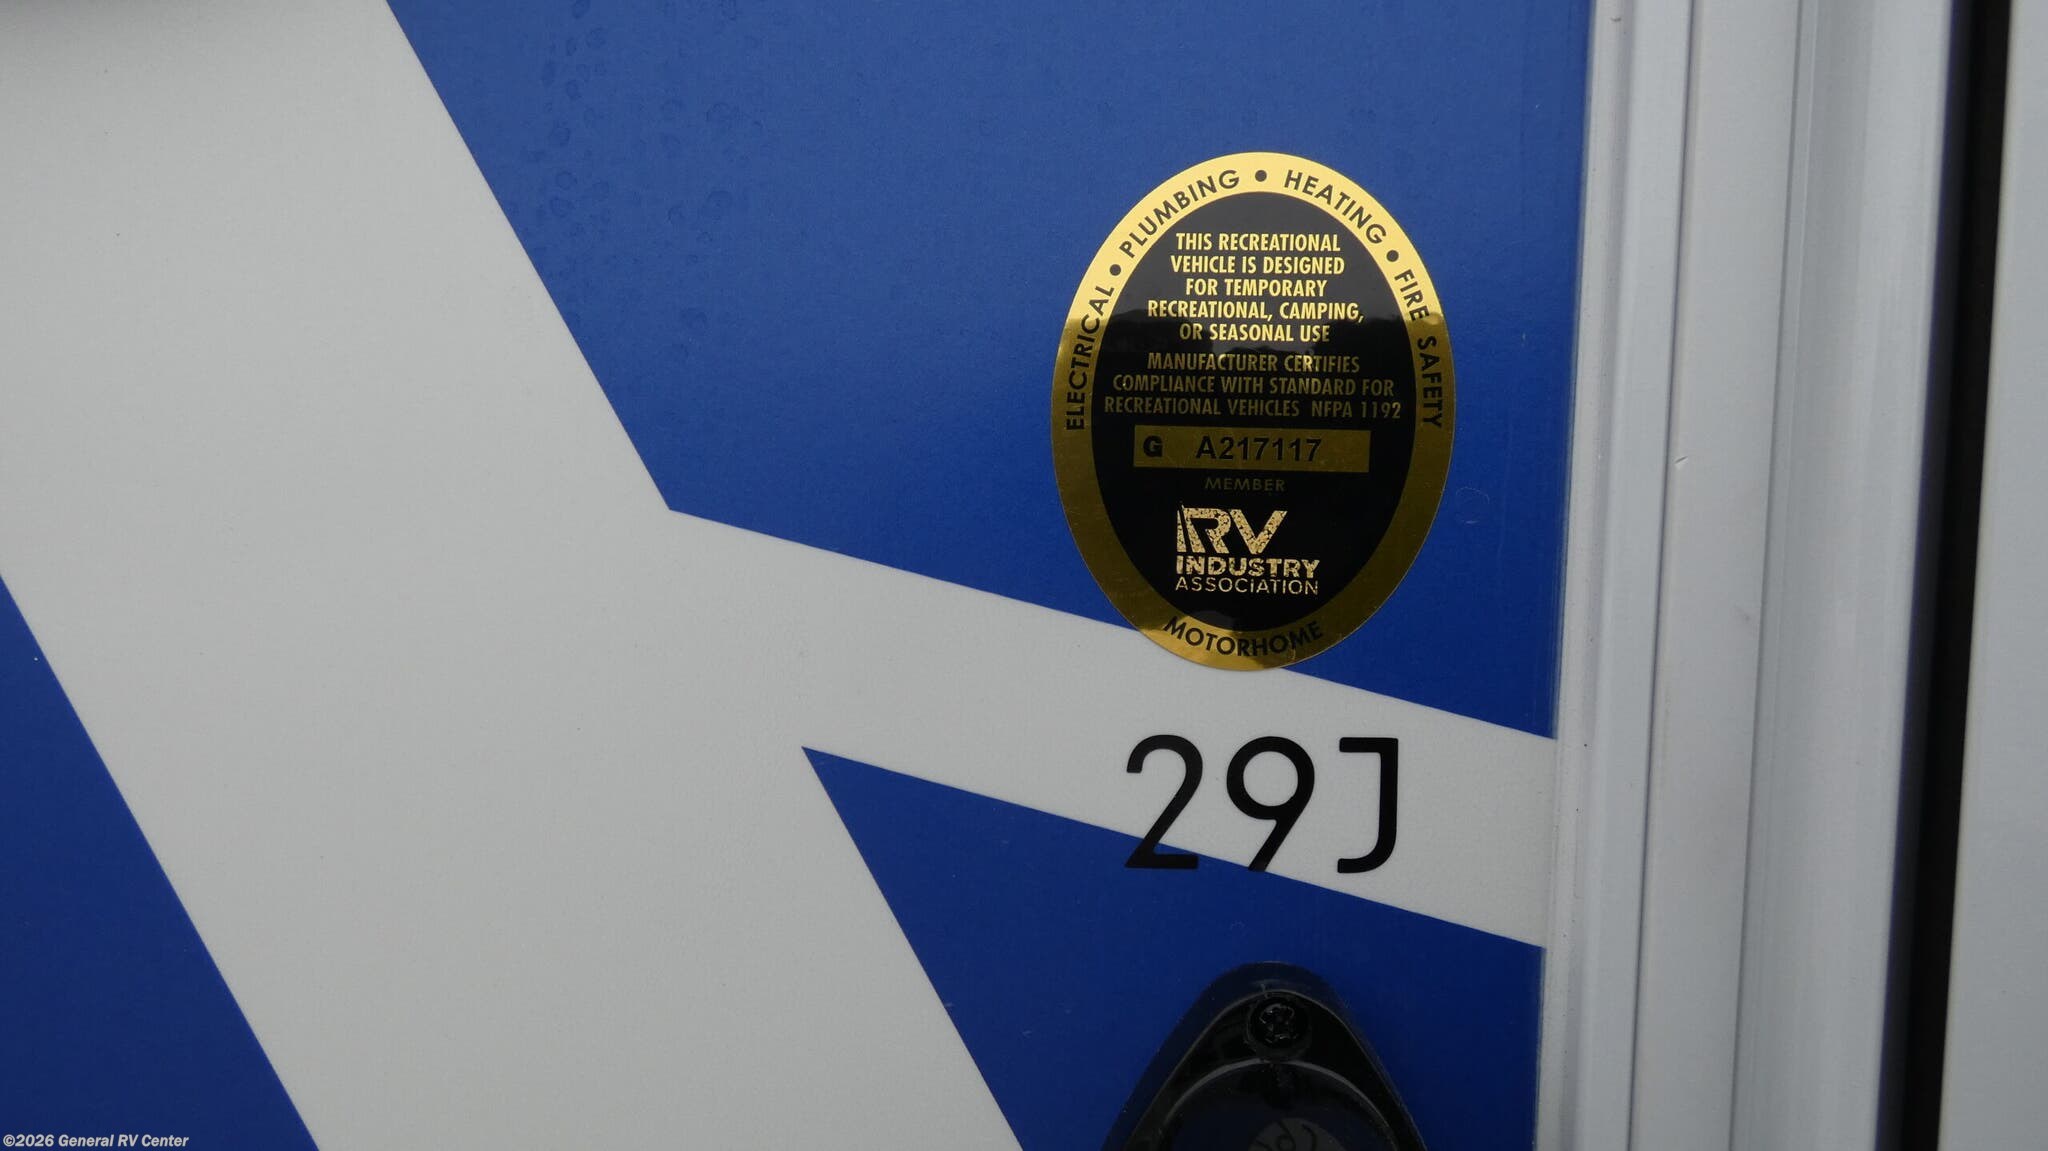 ELECTRICAL • PLUMBING • HEATING • FIRE SAFETY
THIS RECREATIONAL
VEHICLE IS DESIGNED
FOR TEMPORARY
RECREATIONAL, CAMPING,
OR SEASONAL USE
MANUFACTURER CERTIFIES
COMPLIANCE WITH STANDARD FOR
RECREATIONAL VEHICLES NFPA 1192
G A217117
MEMBER
RV
INDUSTRY
ASSOCIATION
MOTORHOME
29J
©2026 General RV Center